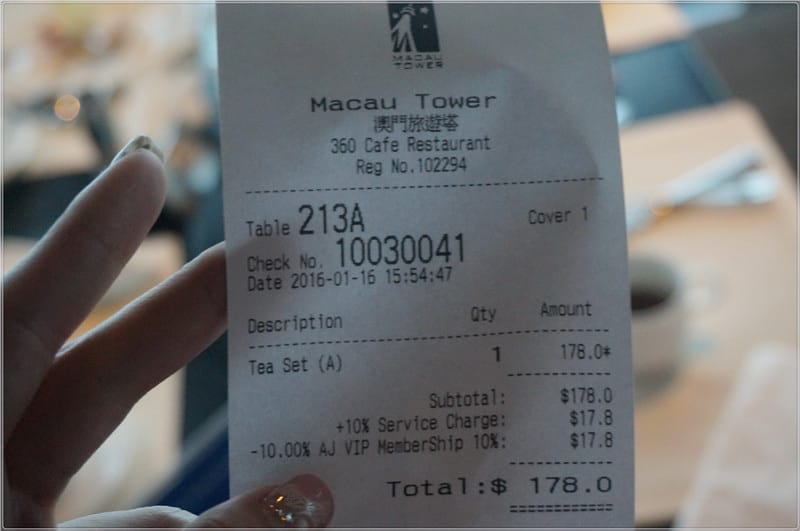 MACAU
TOWER
Macau Tower
澳門旅遊塔
360 Cafe Restaurant
Reg No.102294
Table 213A Cover 1
Check No. 10030041
Date 2016-01-16 15:54:47
Description Qty Amount
Tea Set (A) 1 178.0*
Subtotal: $178.0
+10% Service Charge: $17.8
-10.00% AJ VIP MemberShip 10%: $17.8
Total:$ 178.0